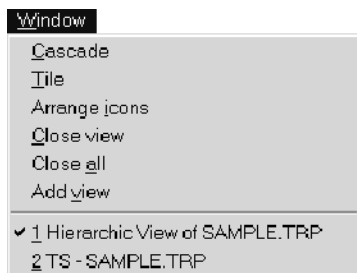 Window
Cascade
Tile
Arrange icons
Close view
Close all
Add view
✔ 1 Hierarchic View of SAMPLE.TRP
2 TS - SAMPLE.TRP